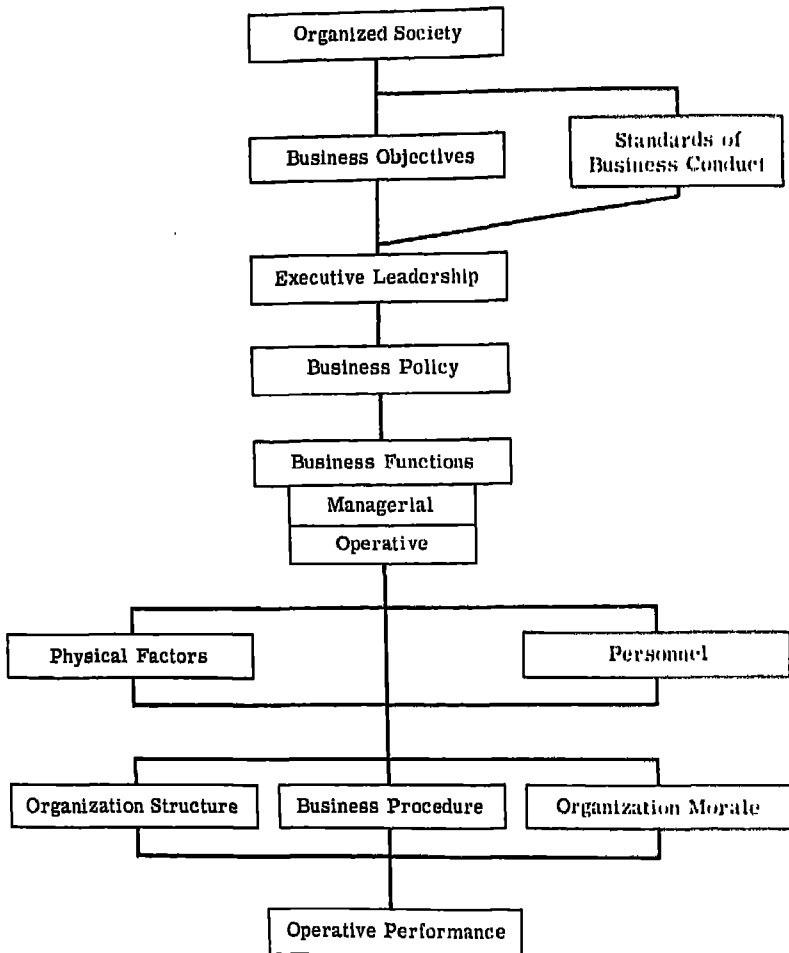 Organized Society
Business Objectives
Standards of
Business Conduct
Executive Leadership
Business Policy
Business Functions
Managerial
Operative
Physical Factors
Personnel
Organization Structure
Business Procedure
Organization Morale
Operative Performance